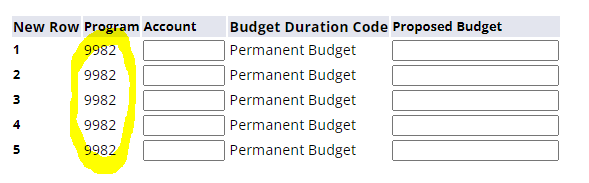 New Row Program Account Budget Duration Code Proposed Budget
1 9982 Permanent Budget
2 9982 Permanent Budget
3 9982 Permanent Budget
4 9982 Permanent Budget
5 9982 Permanent Budget